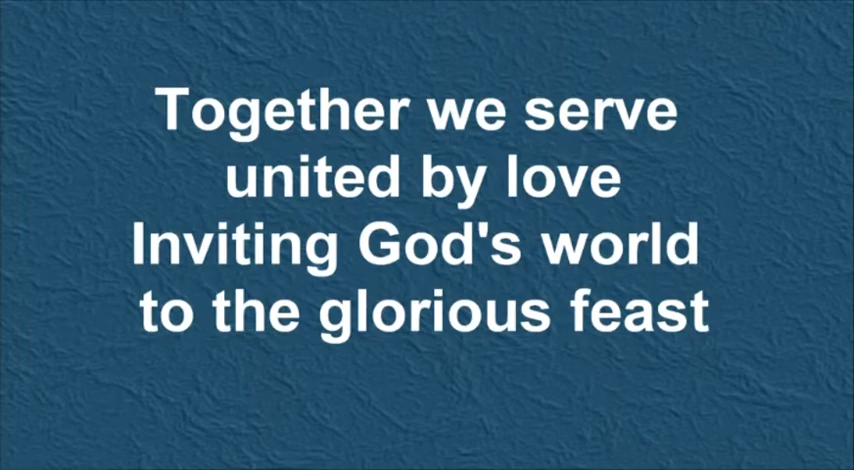 Together we serve
united by love
Inviting God's world
to the glorious feast